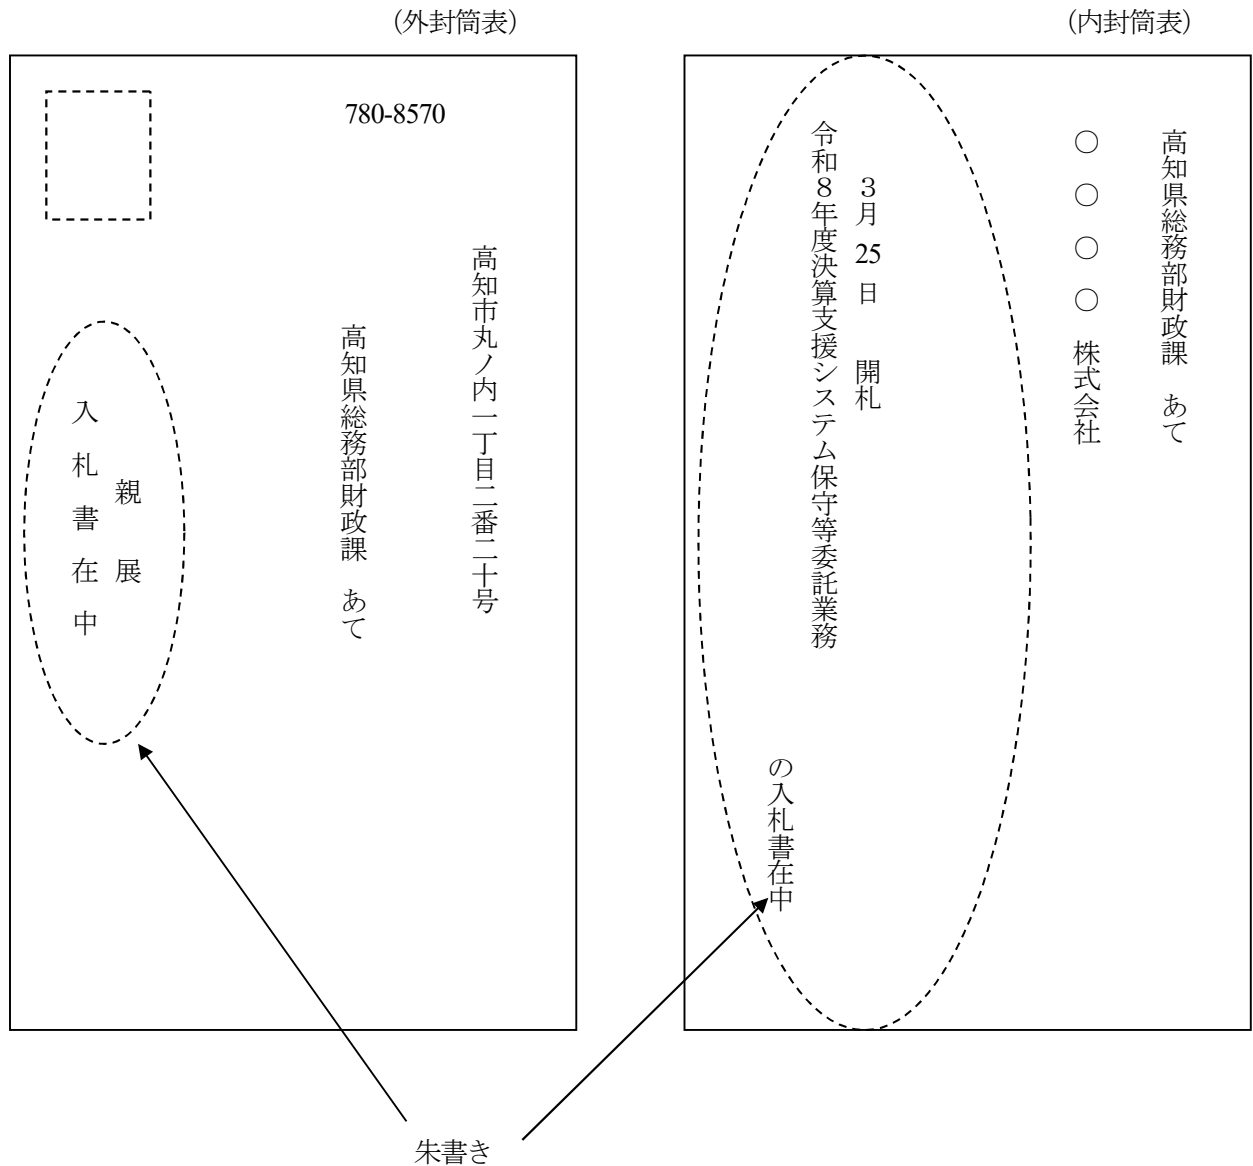 （外封筒表）
780-8570
高知市丸ノ内一丁目二番二十号
高知県総務部財政課　あて
親展
入札書在中
（内封筒表）
高知県総務部財政課　あて
〇〇〇〇株式会社
３月25日　開札
令和８年度決算支援システム保守等委託業務
の入札書在中
朱書き